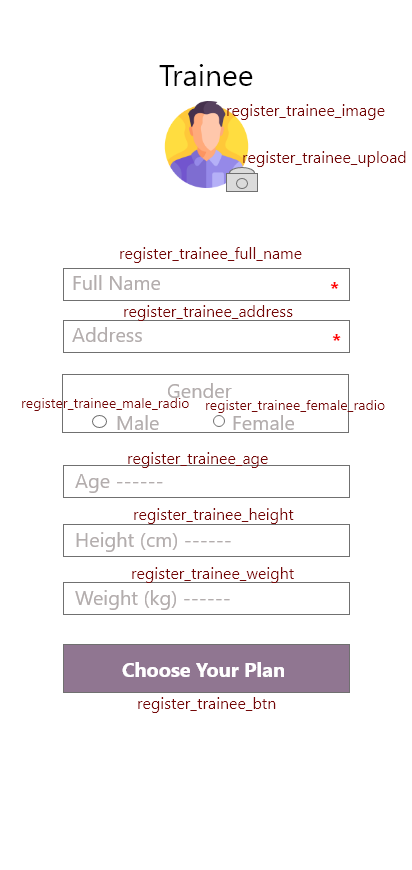 Trainee
register_trainee_image
register_trainee_upload
register_trainee_full_name
Full Name *
register_trainee_address
Address *
Gender
register_trainee_male_radio register_trainee_female_radio
Male Female
register_trainee_age
Age ------
register_trainee_height
Height (cm) ------
register_trainee_weight
Weight (kg) ------
Choose Your Plan
register_trainee_btn